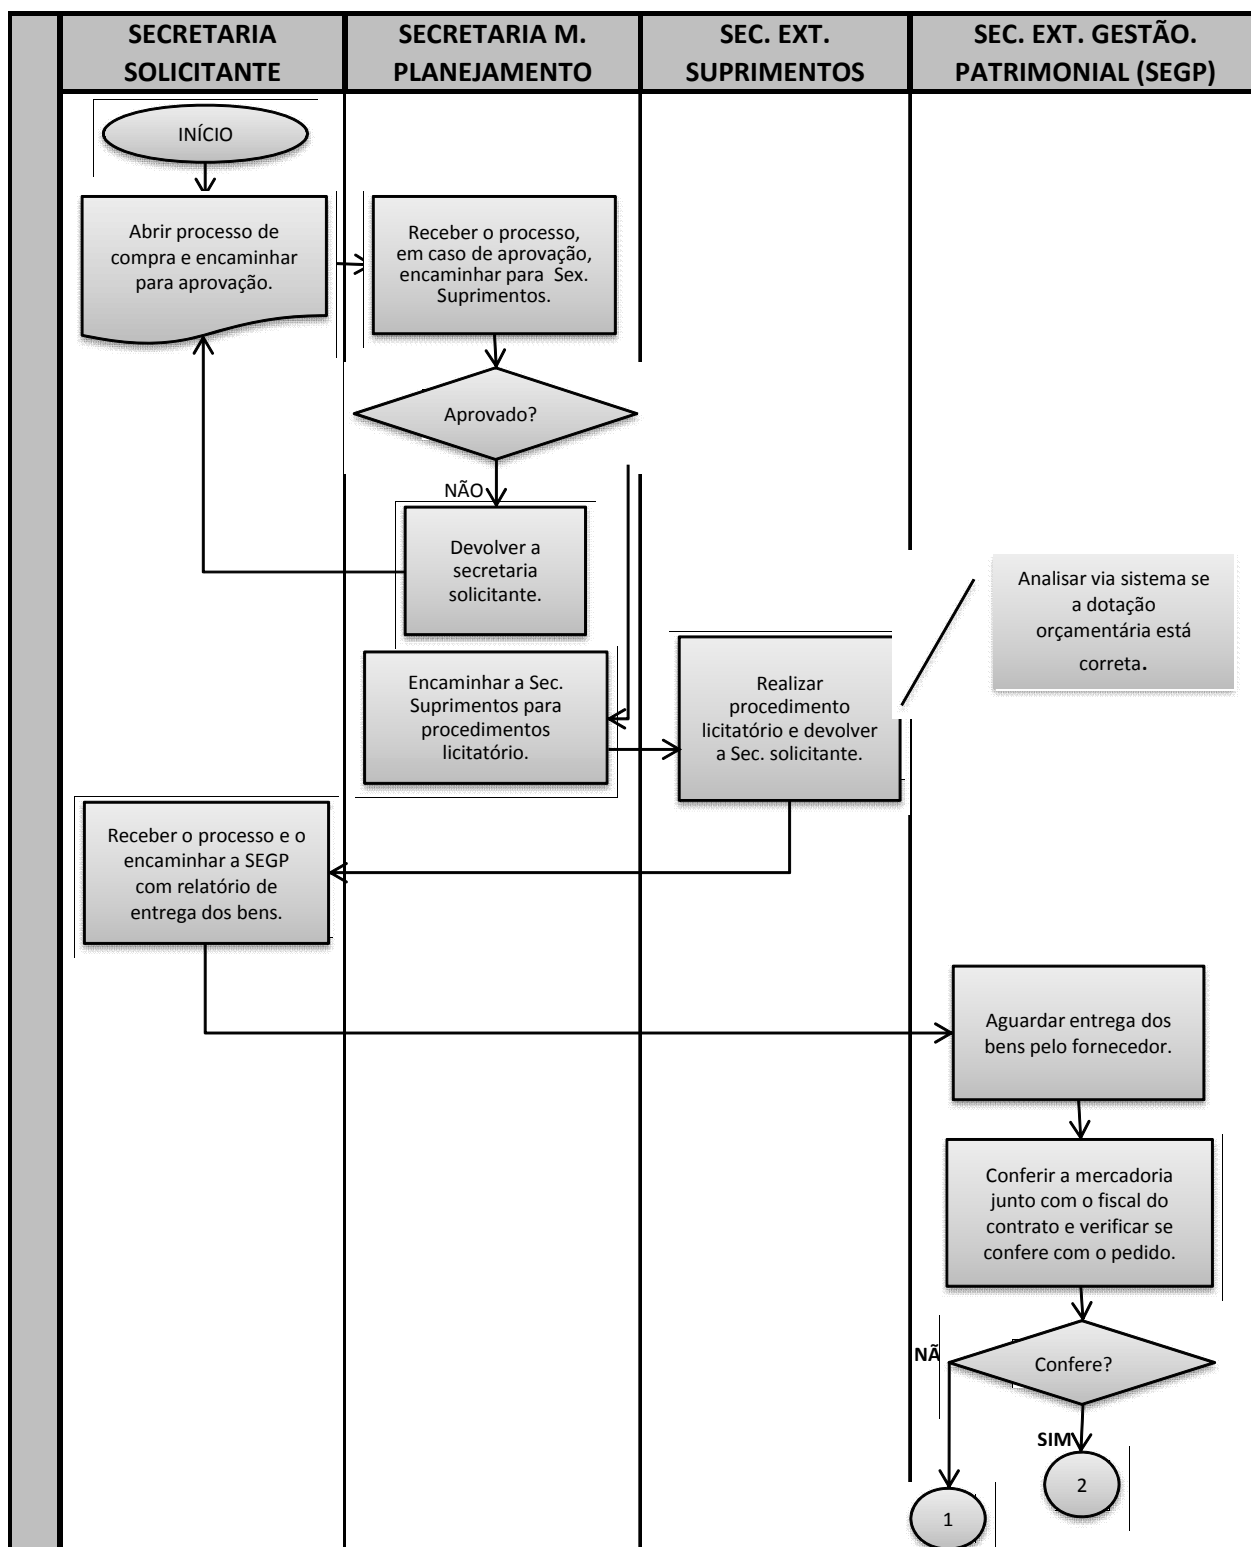 SECRETARIA
SOLICITANTE
SECRETARIA M.
PLANEJAMENTO
SEC. EXT.
SUPRIMENTOS
SEC. EXT. GESTÃO.
PATRIMONIAL (SEGP)
INÍCIO
Abrir processo de
compra e encaminhar
para aprovação.
Receber o processo,
em caso de aprovação,
encaminhar para Sex.
Suprimentos.
Aprovado?
NÃO
Devolver a
secretaria
solicitante.
Analisar via sistema se
a dotação
orçamentária está
correta.
Encaminhar a Sec.
Suprimentos para
procedimentos
licitatório.
Realizar
procedimento
licitatório e devolver
a Sec. solicitante.
Receber o processo e o
encaminhar a SEGP
com relatório de
entrega dos bens.
Aguardar entrega dos
bens pelo fornecedor.
Conferir a mercadoria
junto com o fiscal do
contrato e verificar se
confere com o pedido.
NÃ
Confere?
SIM
2
1